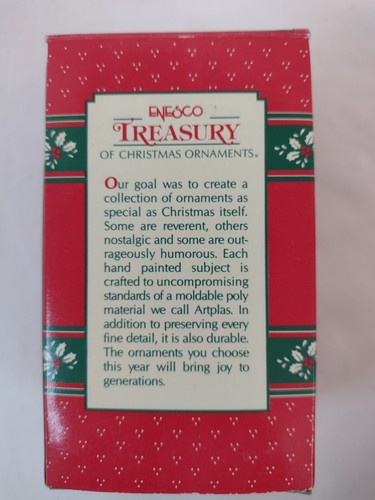 ENESCO
TREASURY
OF CHRISTMAS ORNAMENTS®
Our goal was to create a
collection of ornaments as
special as Christmas itself.
Some are reverent, others
nostalgic and some are out-
rageously humorous. Each
hand painted subject is
crafted to uncompromising
standards of a moldable poly
material we call Artplas. In
addition to preserving every
fine detail, it is also durable.
The ornaments you choose
this year will bring joy to
generations.